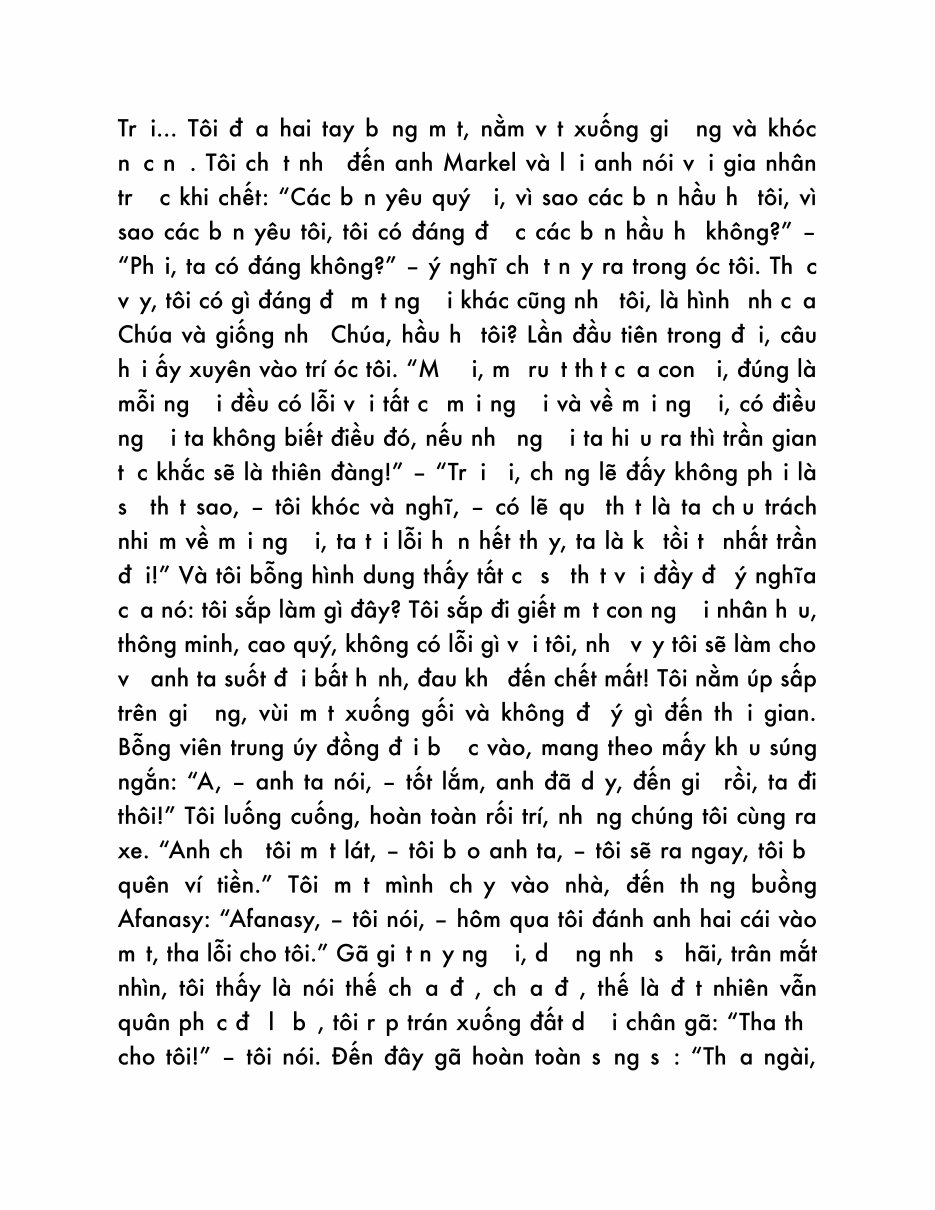 Tr i... Tôi đ a hai tay b ng m t, nằm v t xuống gi ng và khóc
n c n . Tôi ch t nh đến anh Markel và l i anh nói v i gia nhân
tr c khi chết: “Các b n yêu quý i, vì sao các b n hầu h tôi, vì
sao các b n yêu tôi, tôi có đáng đ c các b n hầu h không?” –
“Ph i, ta có đáng không?” – ý nghĩ ch t n y ra trong óc tôi. Th c
v y, tôi có gì đáng đ m t ng i khác cũng nh tôi, là hình nh c a
Chúa và giống nh Chúa, hầu h tôi? Lần đầu tiên trong đ i, câu
h i ấy xuyên vào trí óc tôi. “M i, m ru t th t c a con i, đúng là
mỗi ng i đều có lỗi v i tất c m i ng i và về m i ng i, có điều
ng i ta không biết điều đó, nếu nh ng i ta hi u ra thì trần gian
t c khắc sẽ là thiên đàng!” – “Tr i i, ch ng lẽ đấy không ph i là
s th t sao, – tôi khóc và nghĩ, – có lẽ qu th t là ta ch u trách
nhi m về m i ng i, ta t i lỗi h n hết th y, ta là k tồi t nhất trần
đ i!” Và tôi bỗng hình dung thấy tất c s th t v i đầy đ ý nghĩa
c a nó: tôi sắp làm gì đây? Tôi sắp đi giết m t con ng i nhân h u,
thông minh, cao quý, không có lỗi gì v i tôi, nh v y tôi sẽ làm cho
v anh ta suốt đ i bất h nh, đau kh đến chết mất! Tôi nằm úp sấp
trên gi ng, vùi m t xuống gối và không đ ý gì đến th i gian.
Bỗng viên trung úy đồng đ i b c vào, mang theo mấy kh u súng
ngắn: “A, – anh ta nói, – tốt lắm, anh đã d y, đến gi rồi, ta đi
thôi!” Tôi luống cuống, hoàn toàn rối trí, nh ng chúng tôi cùng ra
xe. “Anh ch tôi m t lát, – tôi b o anh ta, – tôi sẽ ra ngay, tôi b
quên ví tiền.” Tôi m t mình ch y vào nhà, đến th ng buồng
Afanasy: “Afanasy, – tôi nói, – hôm qua tôi đánh anh hai cái vào
m t, tha lỗi cho tôi.” Gã gi t n y ng i, d ng nh s hãi, trân mắt
nhìn, tôi thấy là nói thế ch a đ , ch a đ , thế là đ t nhiên vẫn
quân ph c đ l b , tôi r p trán xuống đất d i chân gã: “Tha th
cho tôi!” – tôi nói. Đến đây gã hoàn toàn s ng s : “Th a ngài,